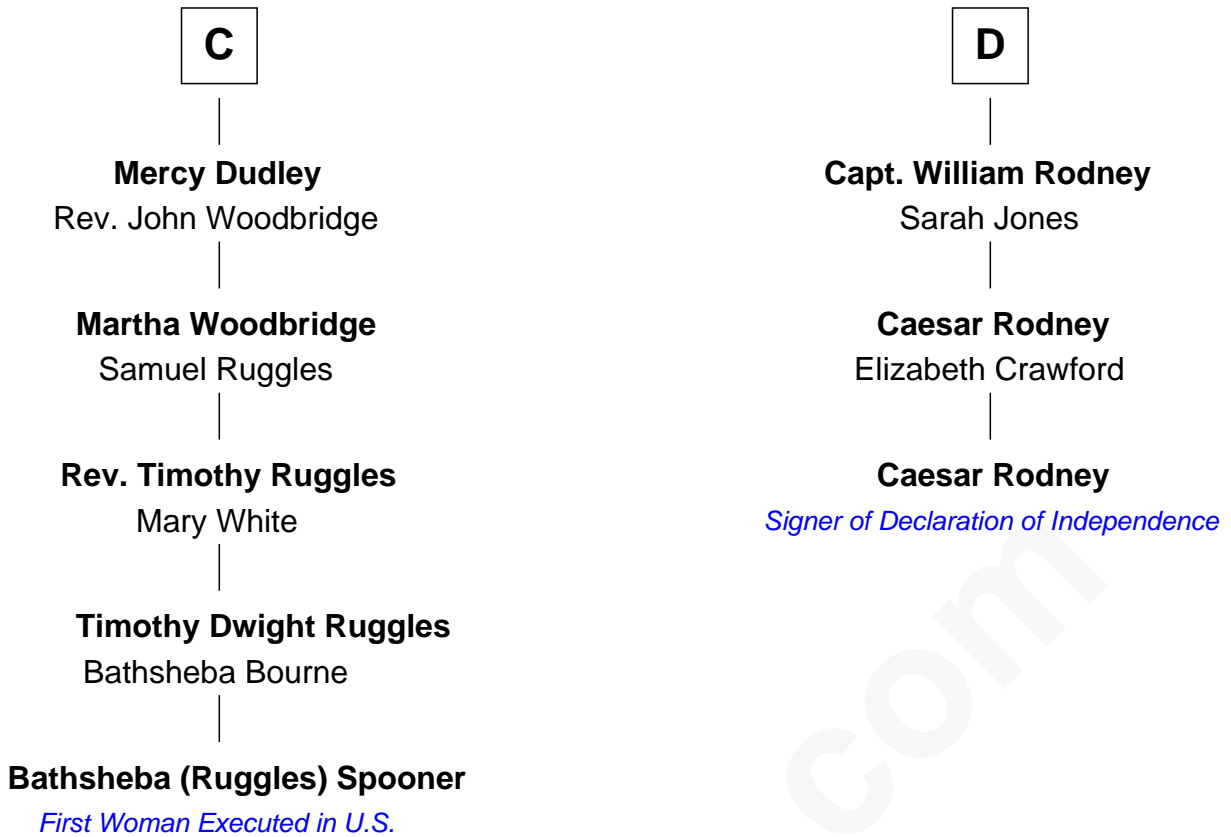 C
Mercy Dudley
Rev. John Woodbridge
Martha Woodbridge
Samuel Ruggles
Rev. Timothy Ruggles
Mary White
Timothy Dwight Ruggles
Bathsheba Bourne
Bathsheba (Ruggles) Spooner
First Woman Executed in U.S.
D
Capt. William Rodney
Sarah Jones
Caesar Rodney
Elizabeth Crawford
Caesar Rodney
Signer of Declaration of Independence
com